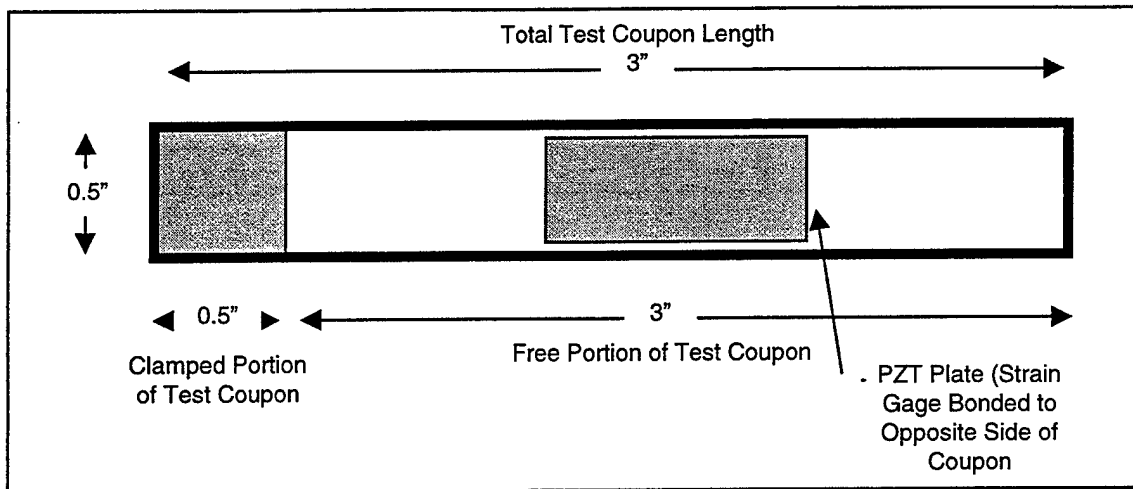 Total Test Coupon Length
3"
0.5"
0.5"
3"
Clamped Portion
of Test Coupon
Free Portion of Test Coupon
PZT Plate (Strain
Gage Bonded to
Opposite Side of
Coupon